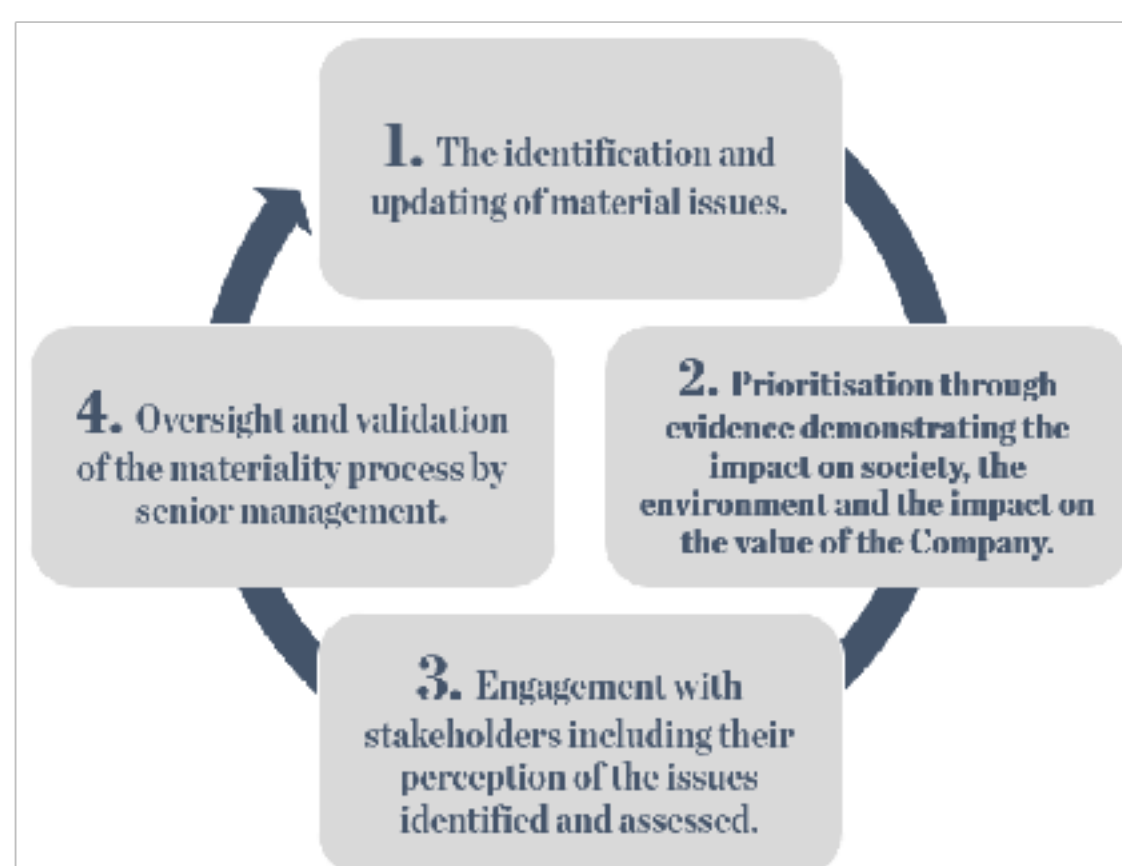 1. The identification and
updating of material issues.
2. Prioritisation through
evidence demonstrating the
impact on society, the
environment and the impact on
the value of the Company.
3. Engagement with
stakeholders including their
perception of the issues
identified and assessed.
4. Oversight and validation
of the materiality process by
senior management.